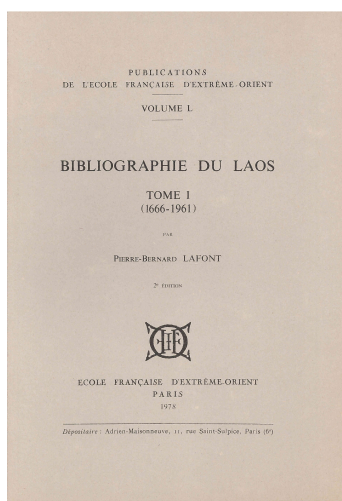 PUBLICATIONS
DE L'ECOLE FRANÇAISE D'EXTRÊME-ORIENT
VOLUME L
BIBLIOGRAPHIE DU LAOS
TOME I
(1666-1961)
PAR
PIERRE-BERNARD LAFONT
2e EDITION
ECOLE FRANÇAISE D'EXTRÊME-ORIENT
PARIS
1978
Dépositaire : Adrien-Maisonneuve, 11, rue Saint-Sulpice, Paris (6e)